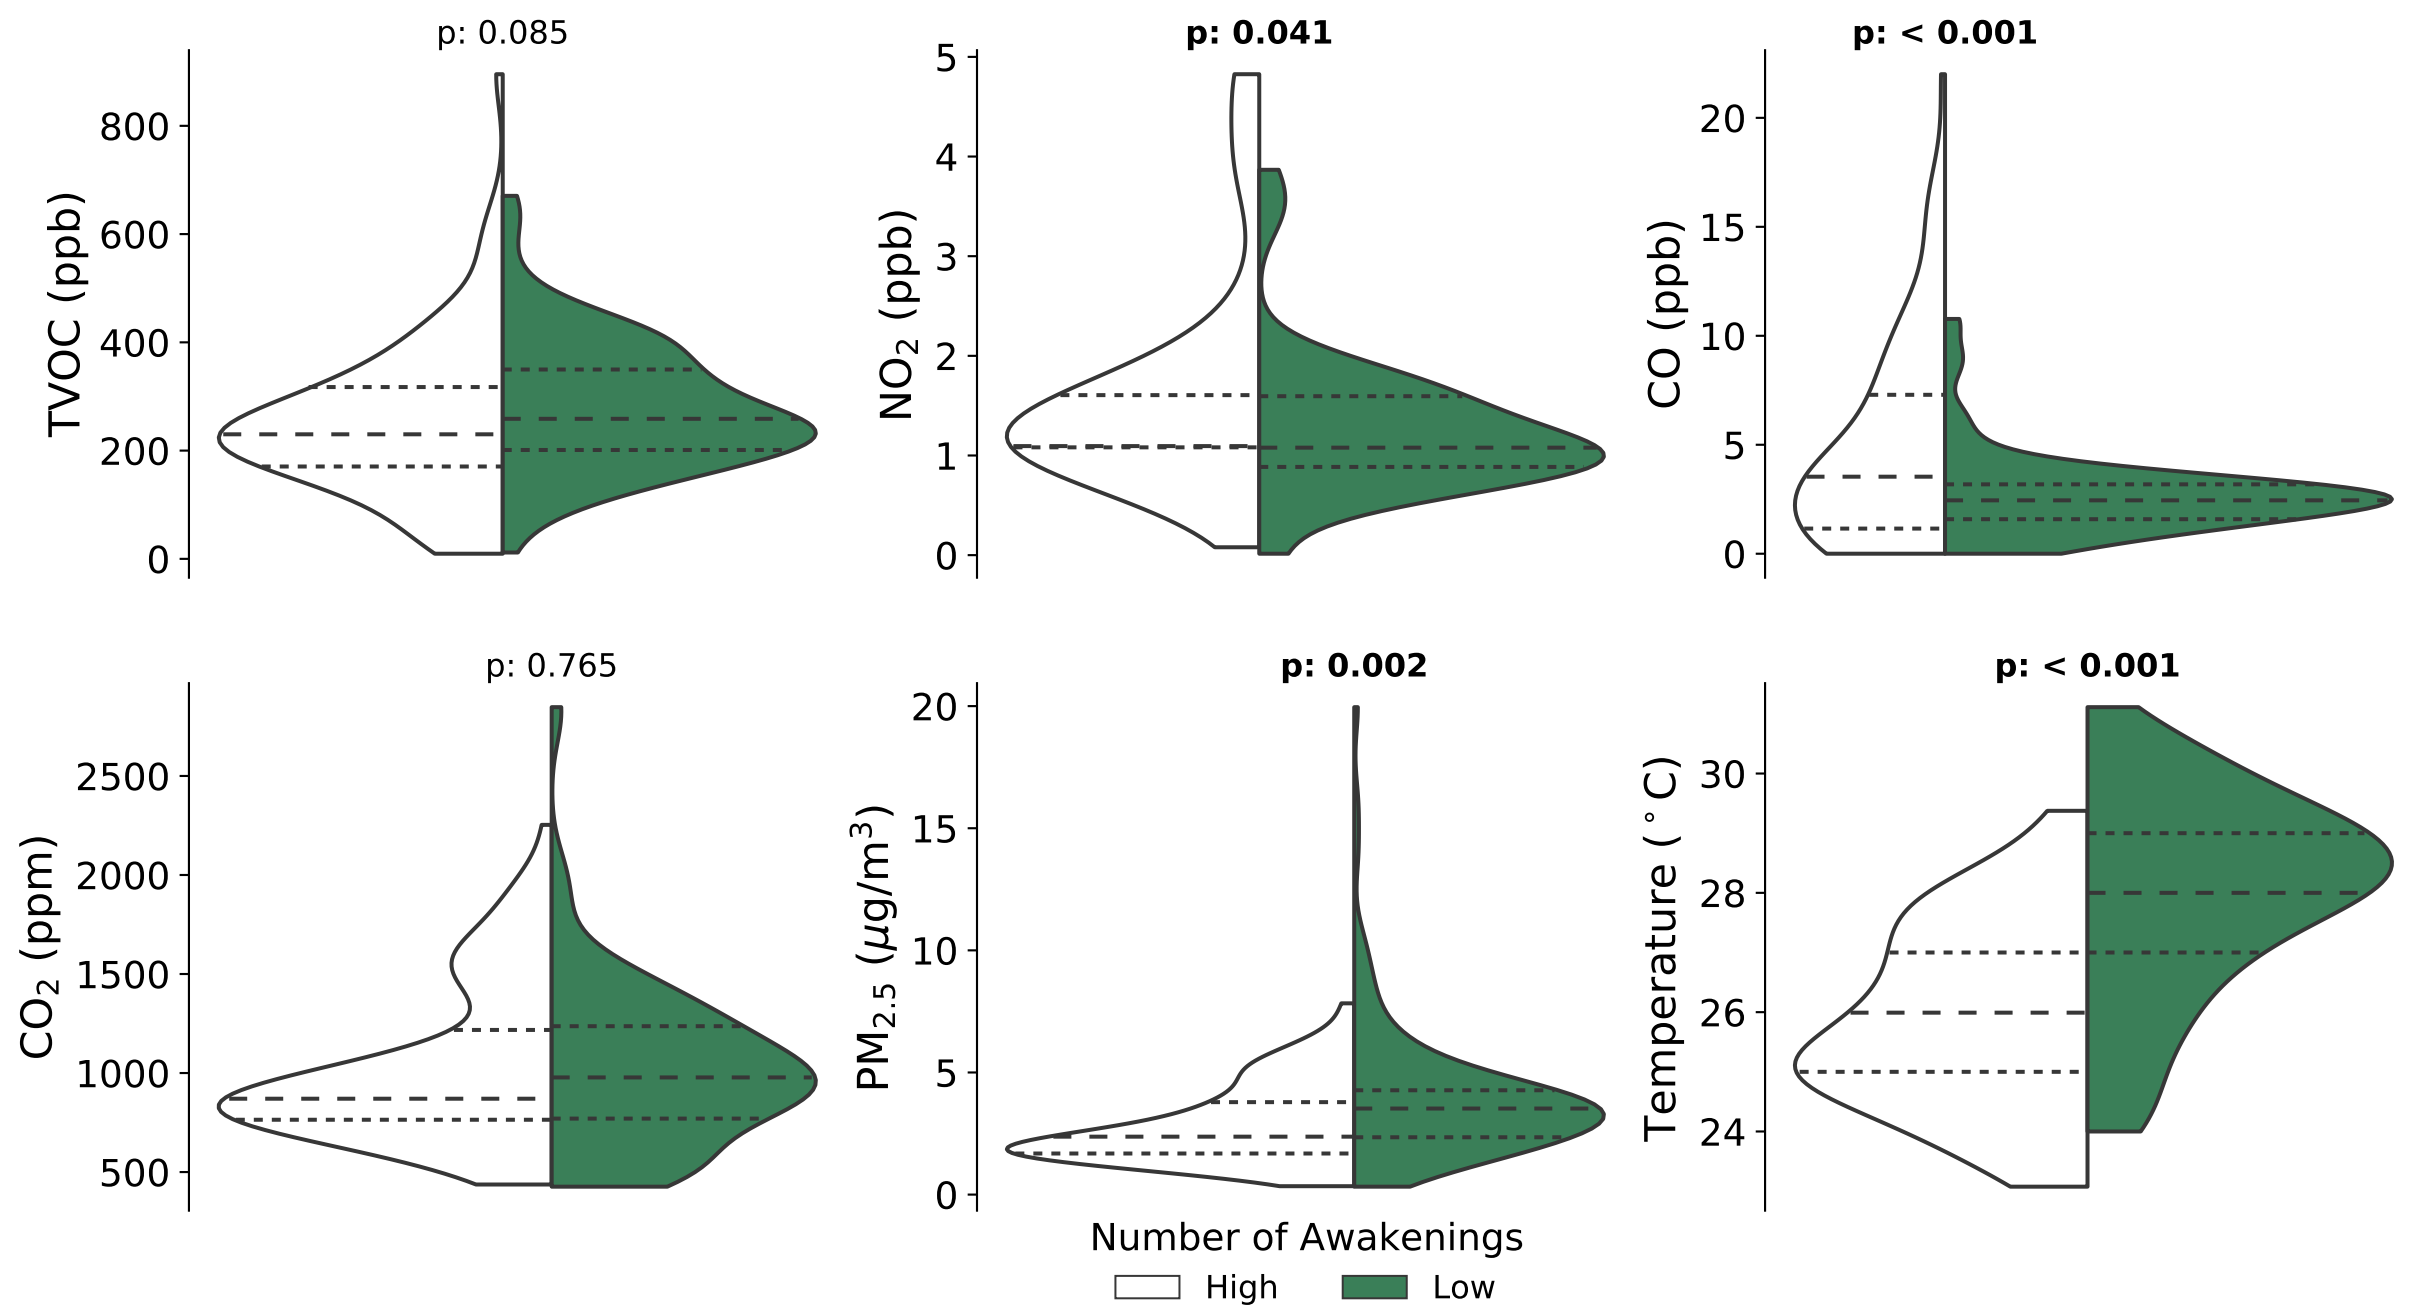 p: 0.085
p: 0.041
p: < 0.001
TVOC (ppb)
800
600
400
200
0
NO₂ (ppb)
5
4
3
2
1
0
CO (ppb)
20
15
10
5
0
p: 0.765
p: 0.002
p: < 0.001
CO₂ (ppm)
2500
2000
1500
1000
500
PM₂.₅ (μg/m³)
20
15
10
5
0
Temperature (°C)
30
28
26
24
Number of Awakenings
High Low